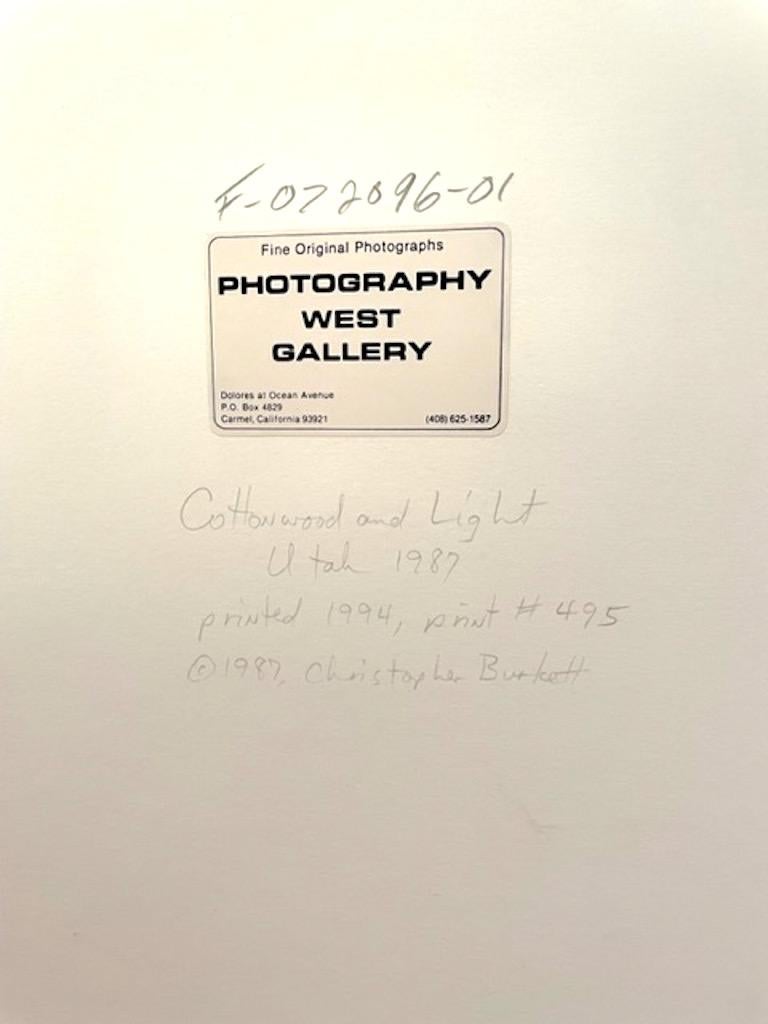 F-072096-01
Fine Original Photographs
PHOTOGRAPHY
WEST
GALLERY
Dolores at Ocean Avenue
P.O. Box 4829
Carmel, California 93921
(408) 625-1587
Cottonwood and Light
Utah 1987
printed 1994, print # 495
©1987, Christopher Burkett